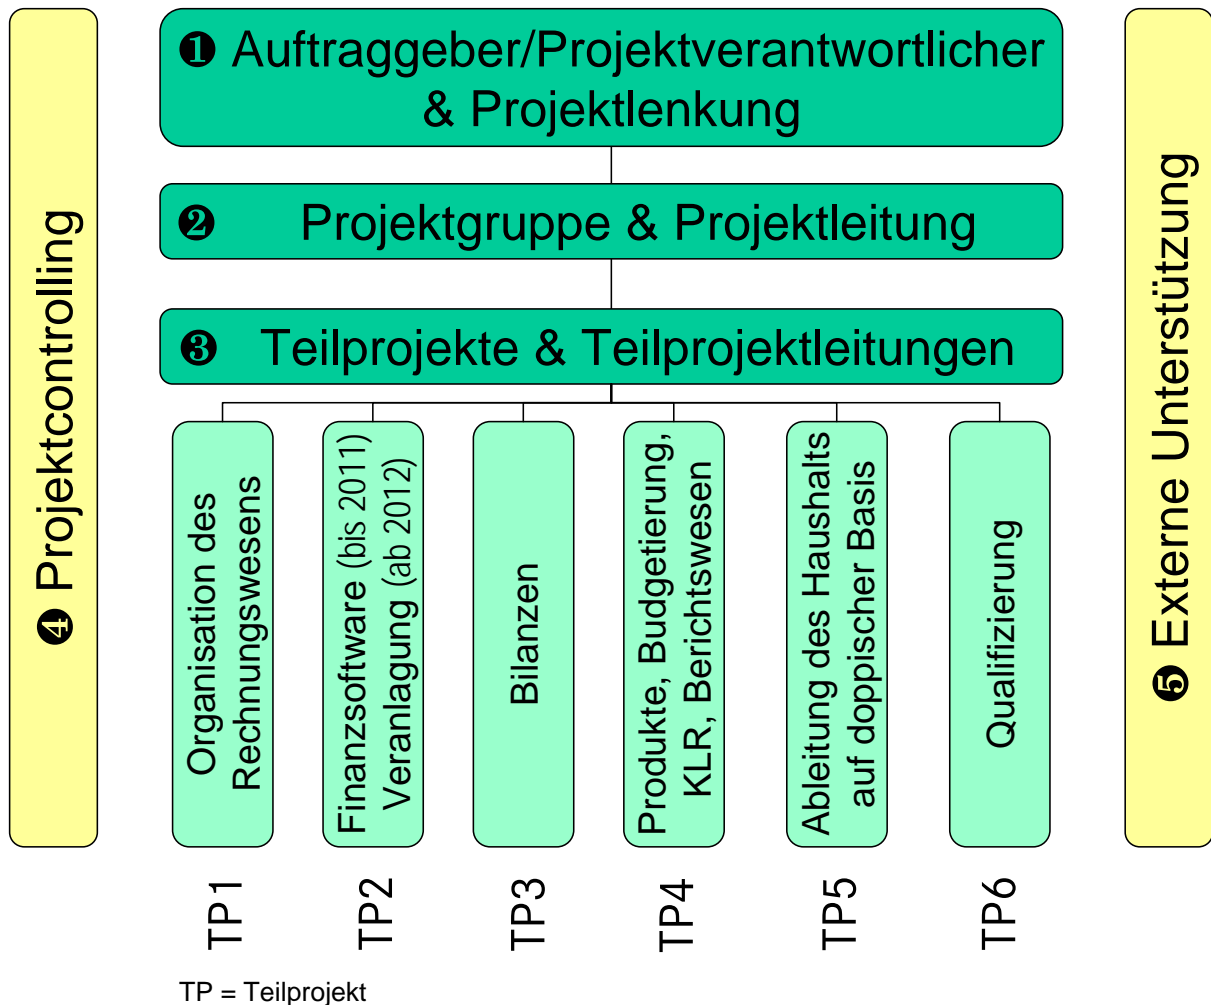 ❶ Auftraggeber/Projektverantwortlicher
& Projektlenkung
❷ Projektgruppe & Projektleitung
❸ Teilprojekte & Teilprojektleitungen
❹ Projektcontrolling
Organisation des
Rechnungswesens
Finanzsoftware (bis 2011)
Veranlagung (ab 2012)
Bilanzen
Produkte, Budgetierung,
KLR, Berichtswesen
Ableitung des Haushalts
auf doppischer Basis
Qualifizierung
❺ Externe Unterstützung
TP1
TP2
TP3
TP4
TP5
TP6
TP = Teilprojekt